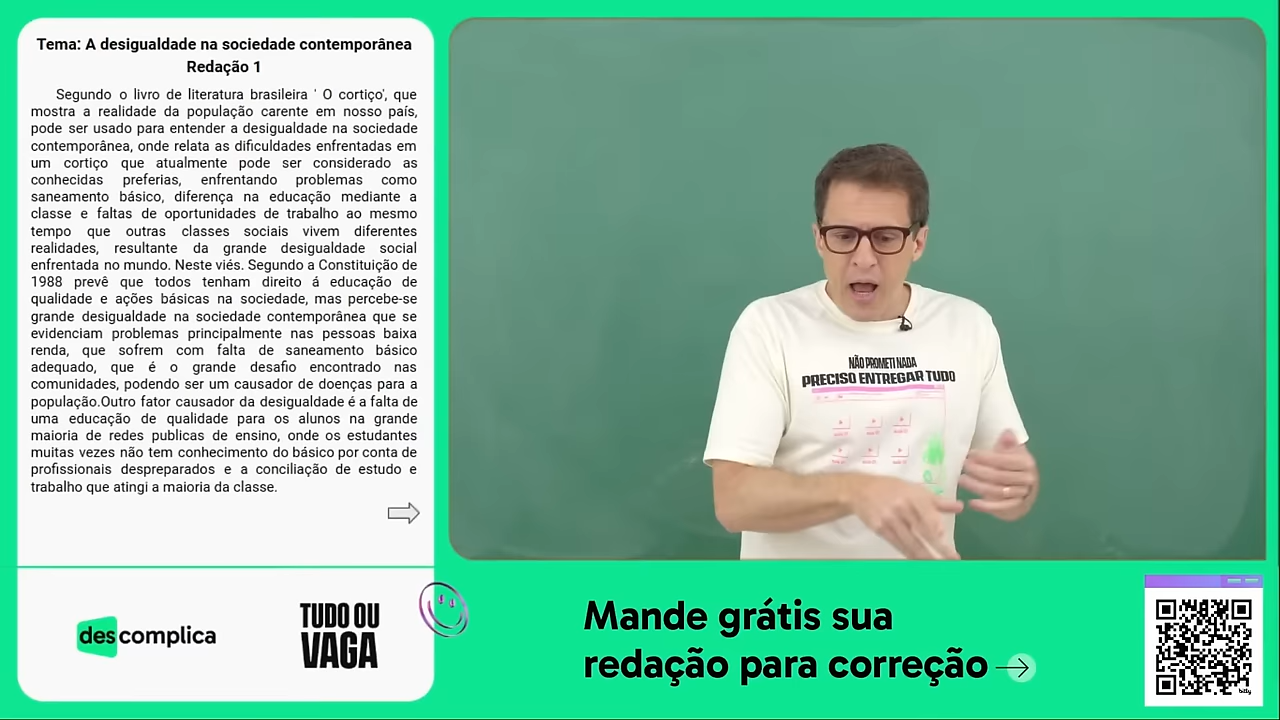 Tema: A desigualdade na sociedade contemporânea
Redação 1
Segundo o livro de literatura brasileira ' O cortiço', que
mostra a realidade da população carente em nosso país,
pode ser usado para entender a desigualdade na sociedade
contemporânea, onde relata as dificuldades enfrentadas em
um cortiço que atualmente pode ser considerado as
conhecidas preferias, enfrentando problemas como
saneamento básico, diferença na educação mediante a
classe e faltas de oportunidades de trabalho ao mesmo
tempo que outras classes sociais vivem diferentes
realidades, resultante da grande desigualdade social
enfrentada no mundo. Neste viés. Segundo a Constituição de
1988 prevê que todos tenham direito á educação de
qualidade e ações básicas na sociedade, mas percebe-se
grande desigualdade na sociedade contemporânea que se
evidenciam problemas principalmente nas pessoas baixa
renda, que sofrem com falta de saneamento básico
adequado, que é o grande desafio encontrado nas
comunidades, podendo ser um causador de doenças para a
população.Outro fator causador da desigualdade é a falta de
uma educação de qualidade para os alunos na grande
maioria de redes publicas de ensino, onde os estudantes
muitas vezes não tem conhecimento do básico por conta de
profissionais despreparados e a conciliação de estudo e
trabalho que atingi a maioria da classe.
NÃO PROMETI NADA
PRECISO ENTREGAR TUDO
descomplica
TUDO OU
VAGA
Mande grátis sua
redação para correção
bitly